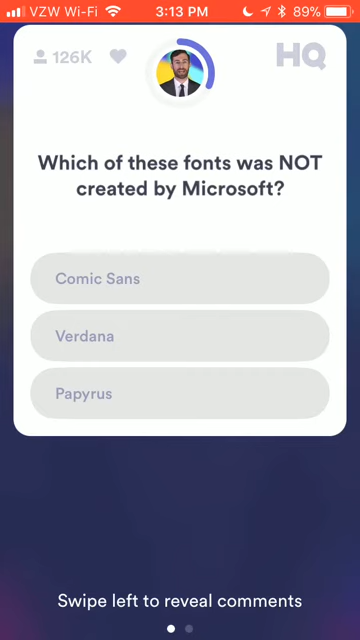 VZW Wi-Fi 3:13 PM 89%
126K HQ
Which of these fonts was NOT
created by Microsoft?
Comic Sans
Verdana
Papyrus
Swipe left to reveal comments